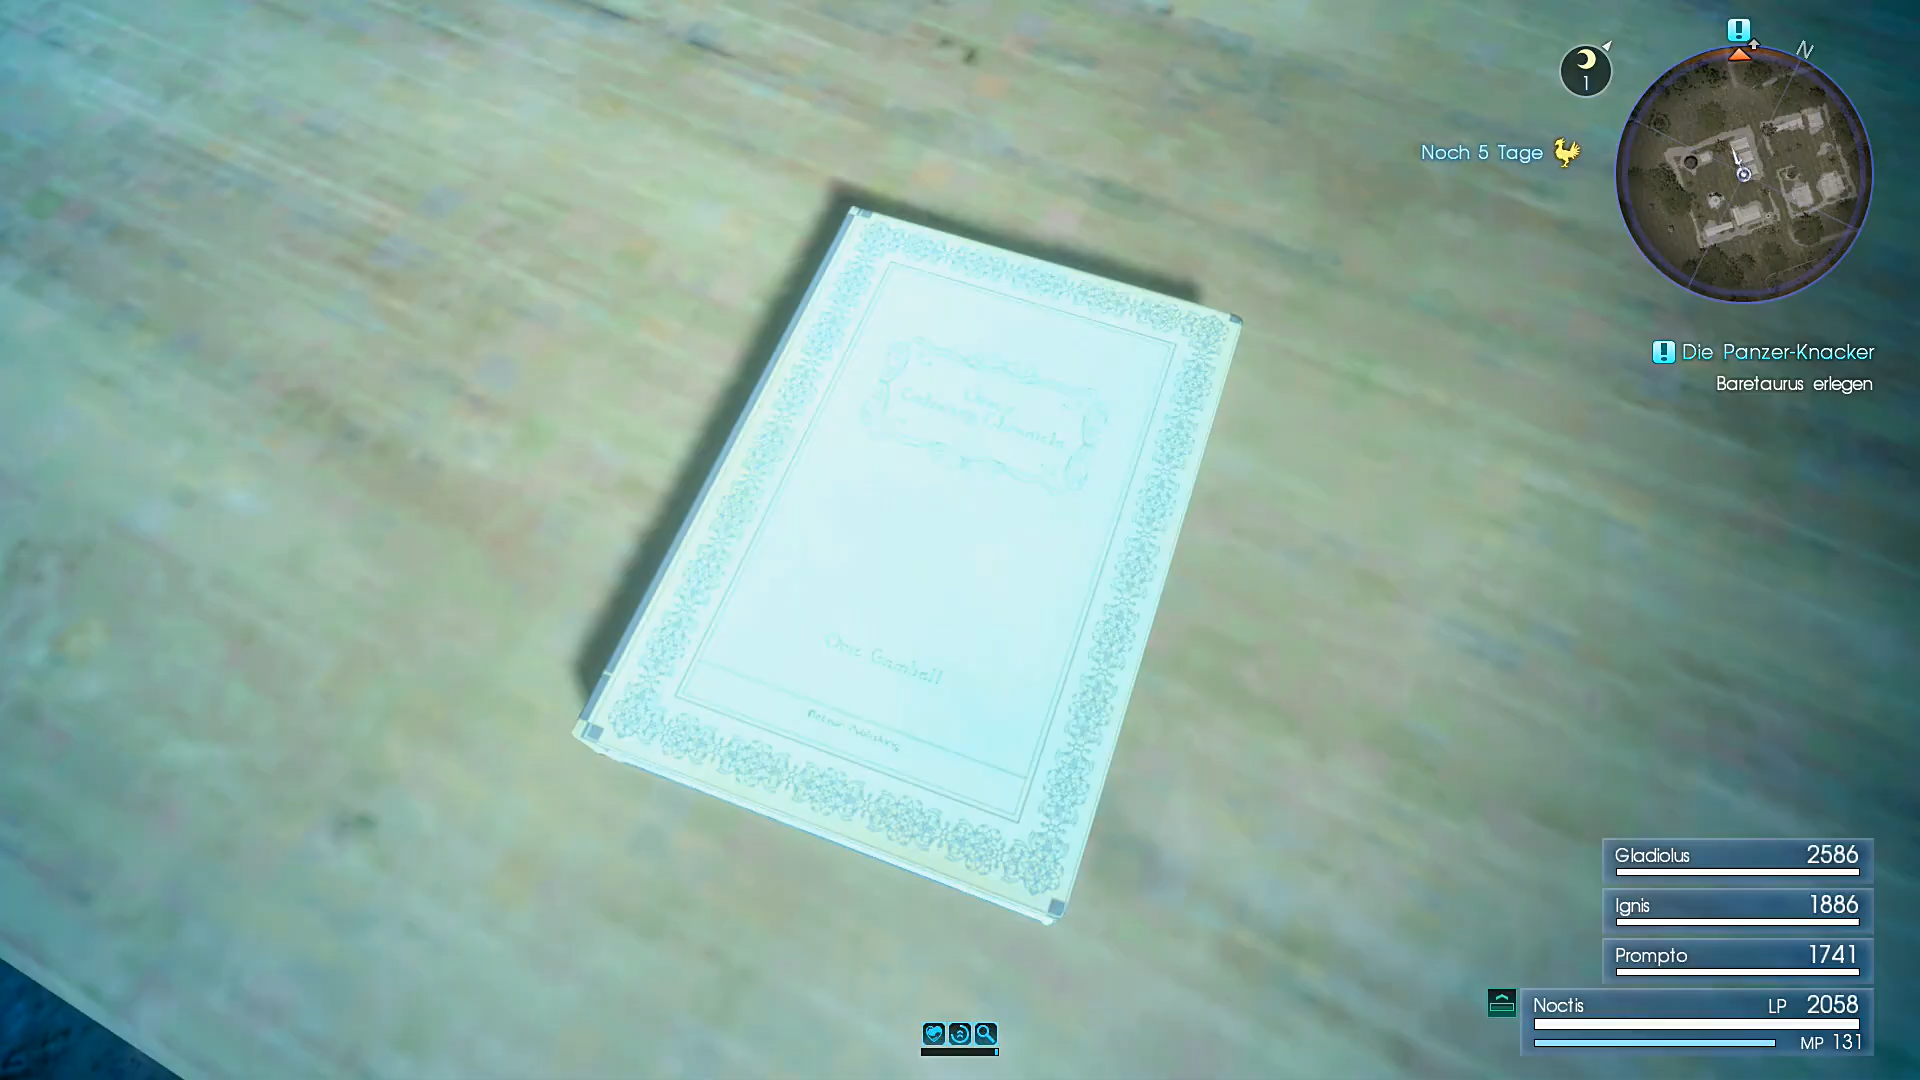 N
1
Noch 5 Tage
Die Panzer-Knacker
Baretaurus erlegen
Gladiolus 2586
Ignis 1886
Prompto 1741
Noctis LP 2058
MP 131